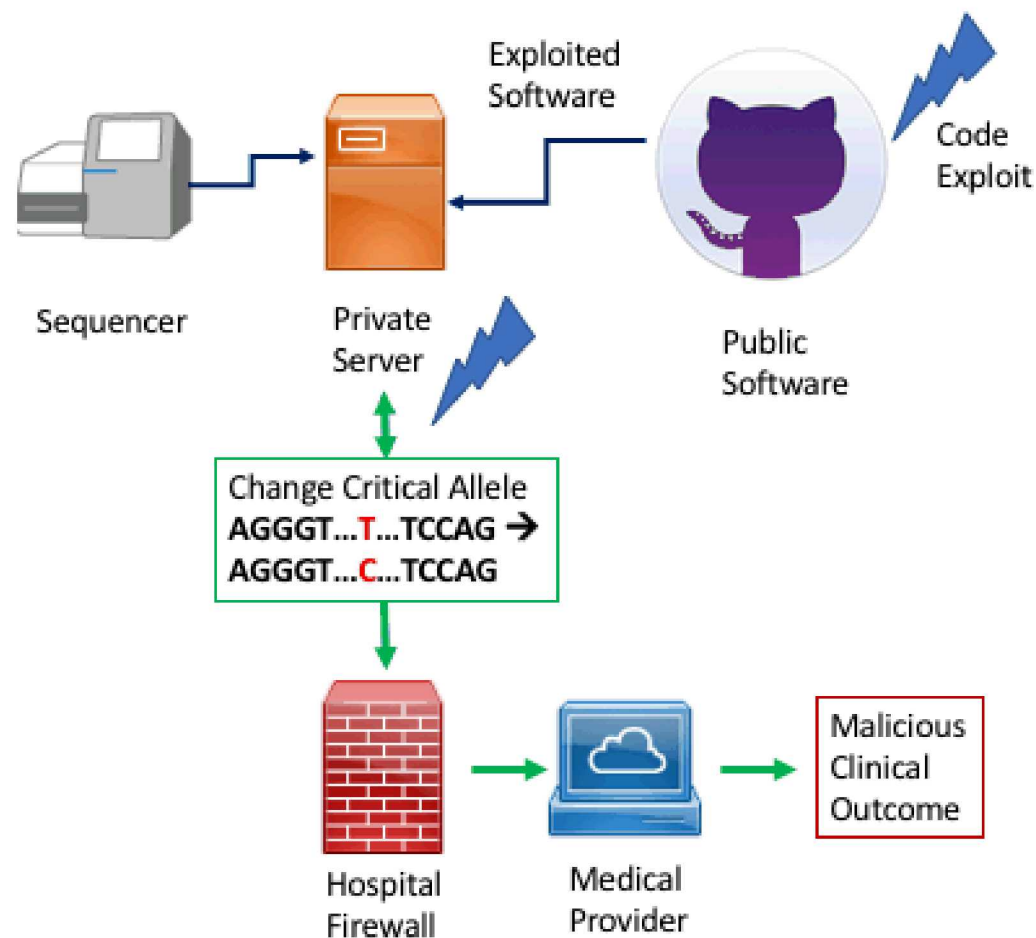 Exploited
Software
Code
Exploit
Sequencer
Private
Server
Public
Software
Change Critical Allele
AGGGT...T...TCCAG →
AGGGT...C...TCCAG
Malicious
Clinical
Outcome
Hospital
Firewall
Medical
Provider